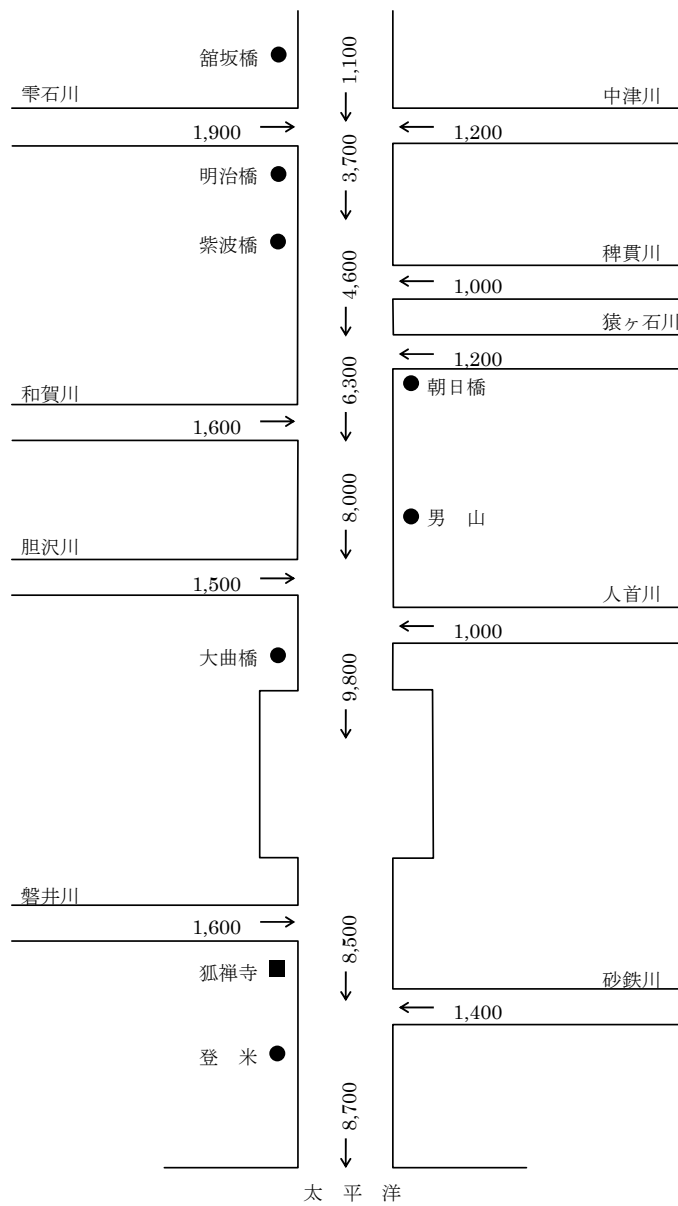 舘坂橋
1,100
雫石川
中津川
1,900
1,200
3,700
明治橋
紫波橋
稗貫川
4,600
1,000
猿ヶ石川
1,200
6,300
朝日橋
和賀川
1,600
8,000
男 山
胆沢川
1,500
人首川
1,000
大曲橋
9,800
磐井川
1,600
8,500
狐禅寺
砂鉄川
1,400
登 米
8,700
太 平 洋